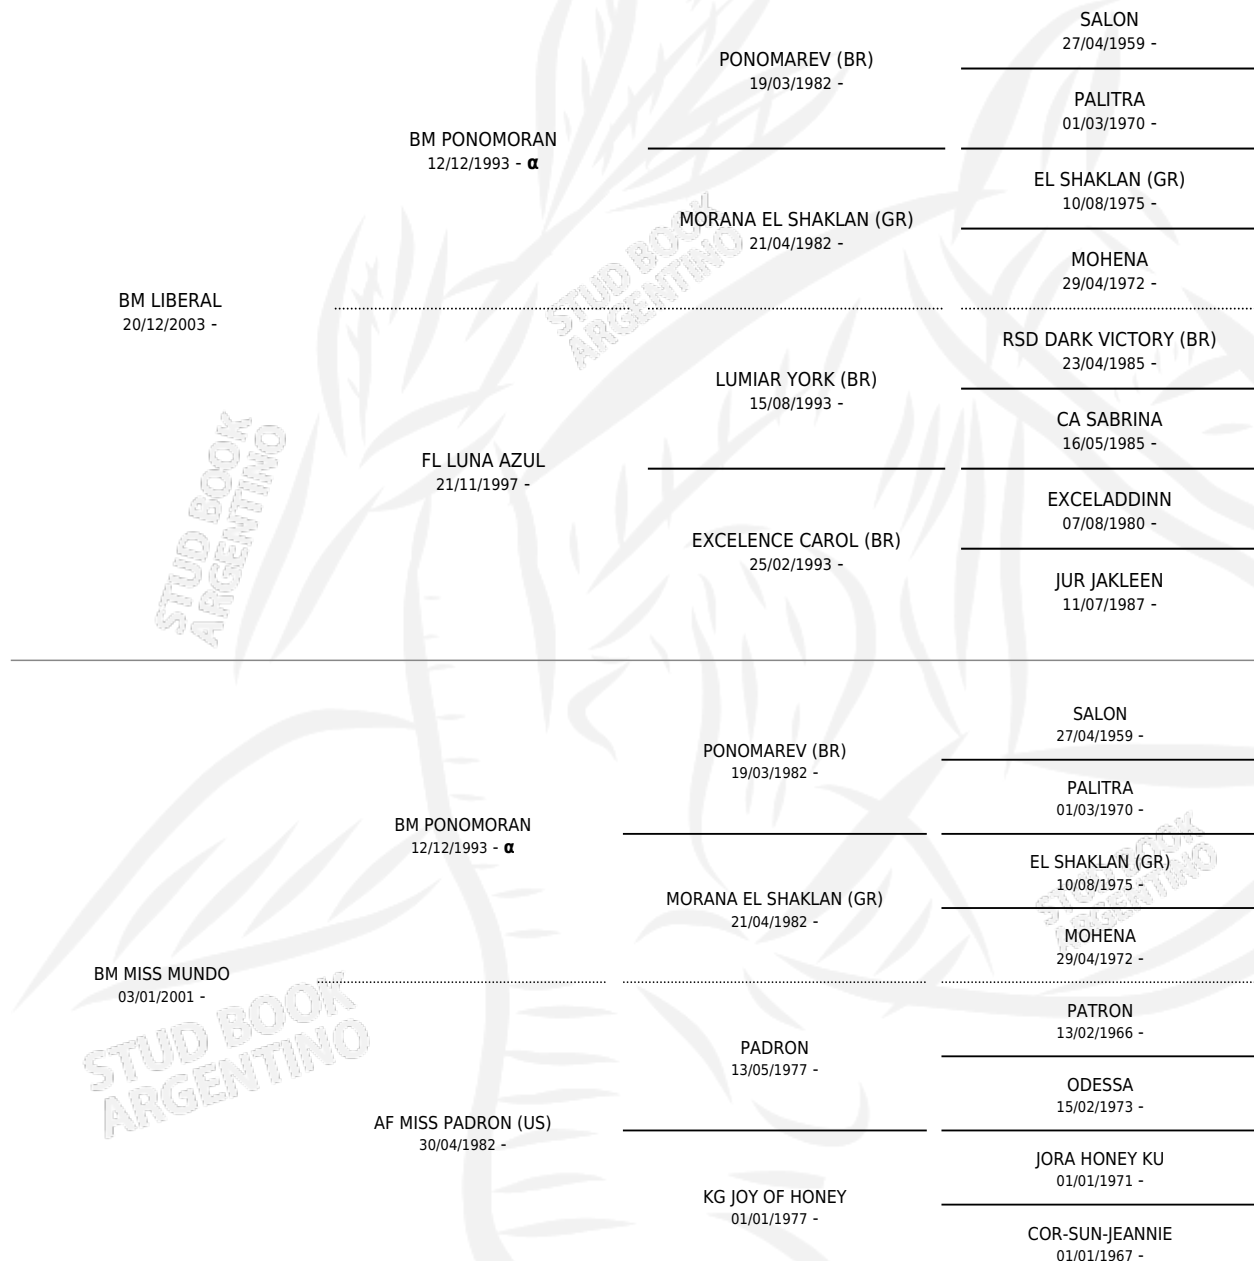 SALON
27/04/1959 -
PONOMAREV (BR)
19/03/1982 -
PALITRA
01/03/1970 -
BM PONOMORAN
12/12/1993 - α
EL SHAKLAN (GR)
10/08/1975 -
MORANA EL SHAKLAN (GR)
21/04/1982 -
MOHENA
29/04/1972 -
BM LIBERAL
20/12/2003 -
RSD DARK VICTORY (BR)
23/04/1985 -
LUMIAR YORK (BR)
15/08/1993 -
CA SABRINA
16/05/1985 -
FL LUNA AZUL
21/11/1997 -
EXCELADDINN
07/08/1980 -
EXCELENCE CAROL (BR)
25/02/1993 -
JUR JAKLEEN
11/07/1987 -
STUD BOOK
ARGENTINO
STUD BOOK
ARGENTINO
SALON
27/04/1959 -
PONOMAREV (BR)
19/03/1982 -
PALITRA
01/03/1970 -
BM PONOMORAN
12/12/1993 - α
EL SHAKLAN (GR)
10/08/1975 -
MORANA EL SHAKLAN (GR)
21/04/1982 -
MOHENA
29/04/1972 -
BM MISS MUNDO
03/01/2001 -
PATRON
13/02/1966 -
PADRON
13/05/1977 -
ODESSA
15/02/1973 -
AF MISS PADRON (US)
30/04/1982 -
JORA HONEY KU
01/01/1971 -
KG JOY OF HONEY
01/01/1977 -
COR-SUN-JEANNIE
01/01/1967 -
STUD BOOK
ARGENTINO
STUD BOOK
ARGENTINO